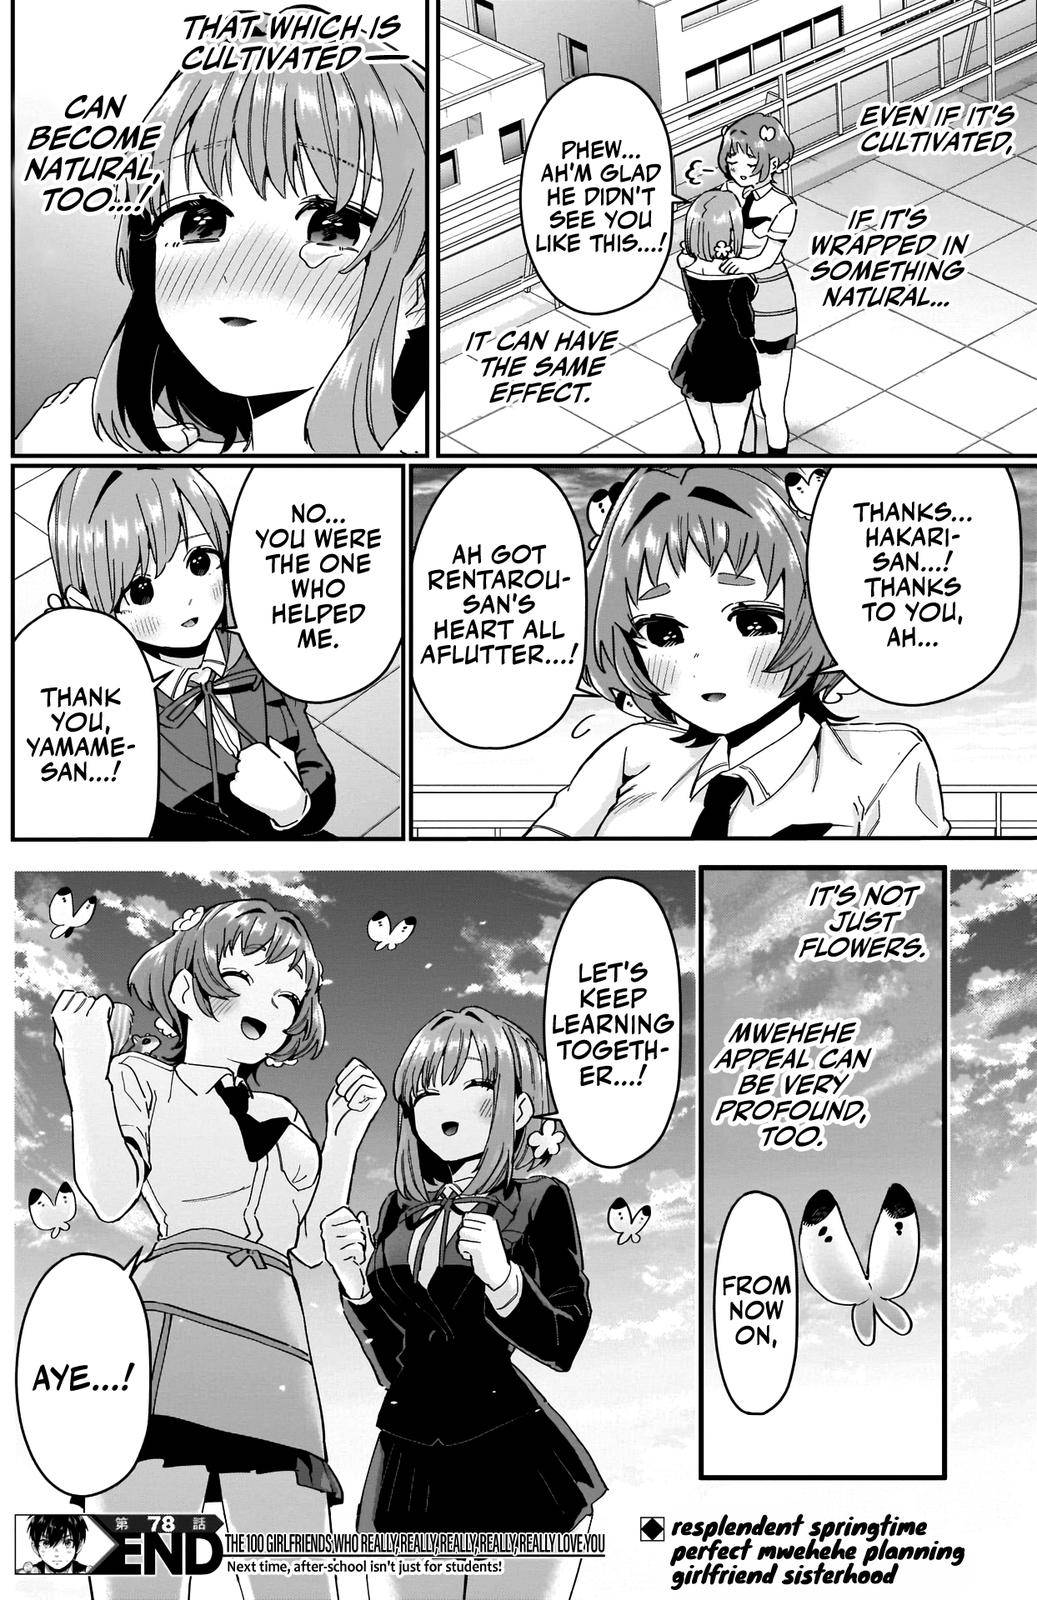 PHEW...
AH'M GLAD
HE DIDN'T
SEE YOU
LIKE THIS...!
EVEN IF IT'S
CULTIVATED,
IF IT'S
WRAPPED IN
SOMETHING
NATURAL...
IT CAN HAVE
THE SAME
EFFECT.
THAT WHICH IS
CULTIVATED—
CAN
BECOME
NATURAL,
TOO...!
THANKS...
HAKARI-
SAN...!
THANKS
TO YOU,
AH...
AH GOT
RENTAROU-
SAN'S
HEART ALL
AFLUTTER...!
NO...
YOU WERE
THE ONE
WHO
HELPED
ME.
THANK
YOU,
YAMAME-
SAN...!
IT'S NOT
JUST
FLOWERS.
MWEHEHE
APPEAL CAN
BE VERY
PROFOUND,
TOO.
FROM
NOW
ON,
LET'S
KEEP
LEARNING
TOGETH-
ER...!
AYE...!
第 78 話
END
THE 100 GIRLFRIENDS WHO REALLY, REALLY, REALLY, REALLY, REALLY LOVE YOU
Next time, after-school isn't just for students!
resplendent springtime
perfect mwehehe planning
girlfriend sisterhood